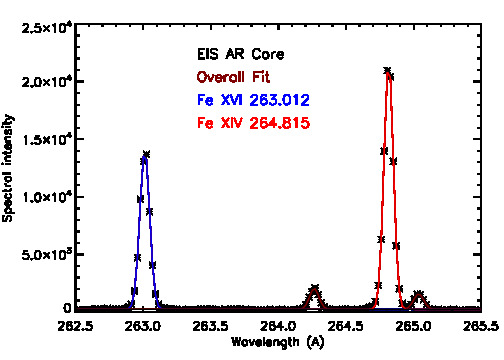 2.5×10⁴
2.0×10⁴
1.5×10⁴
1.0×10⁴
5.0×10³
0
EIS AR Core
Overall Fit
Fe XVI 263.012
Fe XIV 264.815
Spectral intensity
262.5 263.0 263.5 264.0 264.5 265.0 265.5
Wavelength (A)